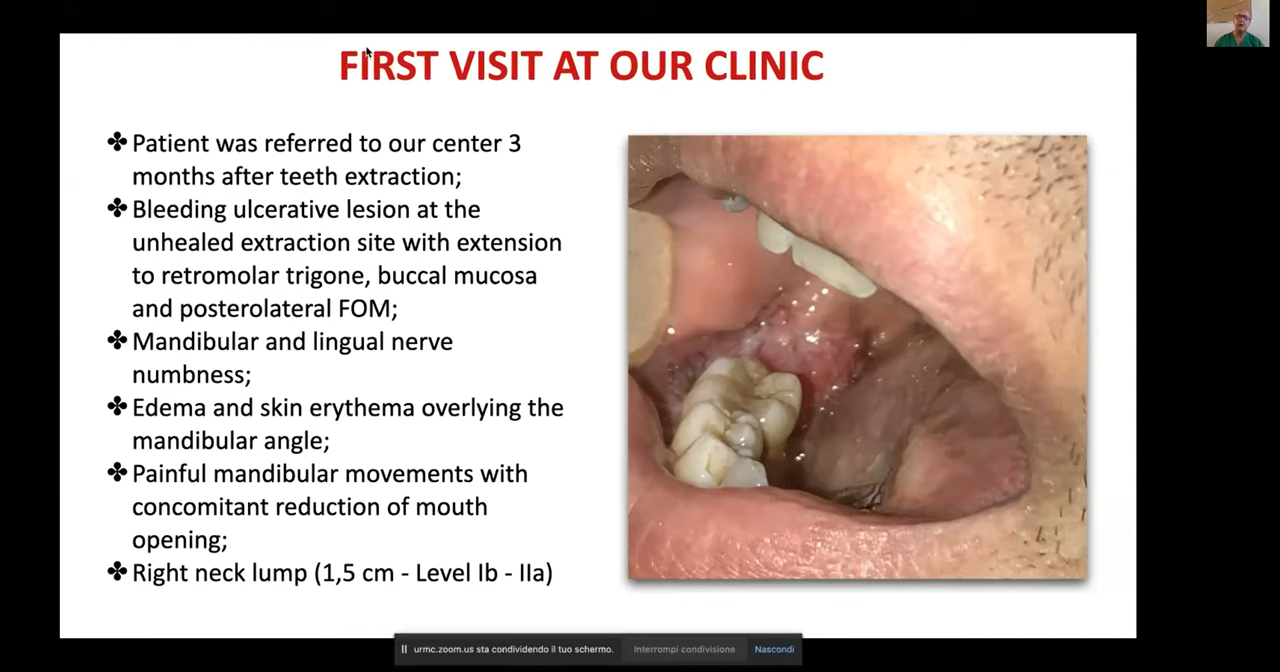 FIRST VISIT AT OUR CLINIC
✤ Patient was referred to our center 3
months after teeth extraction;
✤ Bleeding ulcerative lesion at the
unhealed extraction site with extension
to retromolar trigone, buccal mucosa
and posterolateral FOM;
✤ Mandibular and lingual nerve
numbness;
✤ Edema and skin erythema overlying the
mandibular angle;
✤ Painful mandibular movements with
concomitant reduction of mouth
opening;
✤ Right neck lump (1,5 cm - Level Ib - IIa)
urmc.zoom.us sta condividendo il tuo schermo. Interrompi condivisione Nascondi